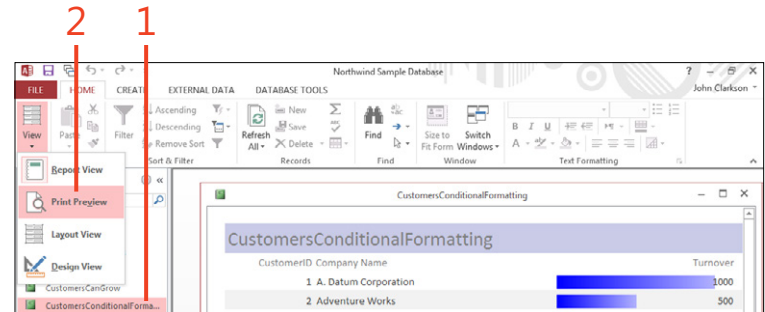 2 1
Northwind Sample Database
?
FILE HOME CREATE EXTERNAL DATA DATABASE TOOLS John Clarkson
View Paste Filter Ascending Descending Remove Sort Refresh All New Save Delete Find Size to Fit Form Switch Windows B I U A
Sort & Filter Records Find Window Text Formatting
Report View
Print Preview
Layout View
Design View
CustomersCanGrow
CustomersConditionalForma...
CustomersConditionalFormatting
CustomersConditionalFormatting
CustomerID Company Name Turnover
1 A. Datum Corporation 1000
2 Adventure Works 500